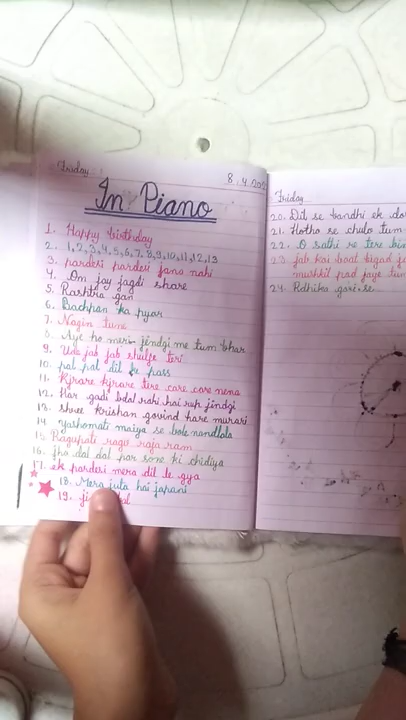 Friday
8.4.202
In Piano
1. Happy birthday
2. 1,2,3,4,5,6,7,8,9,10,11,12,13
3. pardesi pardesi jana nahi
4. Om jay jagdi share
5. Rashtra gan
6. Bachpan ka pyar
7. Nagin tune
8. Aye ho meri jindgi me tum bhar
9. Ude jab jab zhulfe teri
10. pal pal dil ke pass
11. Kjrare kjrare tere care care nena
12. Har gadi bdal rahi hai rup jindgi
13. shree krishan govind hare murari
14. yashomati maiya se bole nandlala
15. Ragupati ragu raja ram
16. jha dal dal par sone ki chidiya
17. ek pardesi mera dil le gya
18. Mera juta hai japani
19.
Friday
20. Dil se bandhi ek do
21. Hotho se chulo tum
22. O sathi re tere bi
23. jab koi baat bigad ja
mushkil pad jaye tum
24. Rdhika gori se